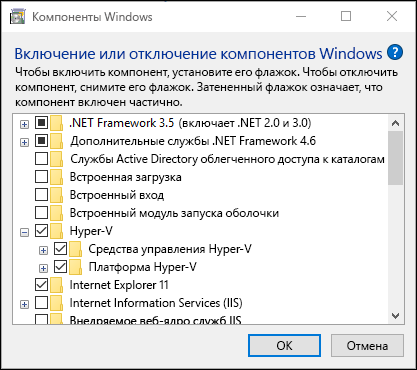 Компоненты Windows
Включение или отключение компонентов Windows
Чтобы включить компонент, установите его флажок. Чтобы отключить
компонент, снимите его флажок. Затененный флажок означает, что
компонент включен частично.
.NET Framework 3.5 (включает .NET 2.0 и 3.0)
Дополнительные службы .NET Framework 4.6
Службы Active Directory облегченного доступа к каталогам
Встроенная загрузка
Встроенный вход
Встроенный модуль запуска оболочки
Hyper-V
Средства управления Hyper-V
Платформа Hyper-V
Internet Explorer 11
Internet Information Services (IIS)
Внедряемое веб-ядро служб IIS
ОК
Отмена